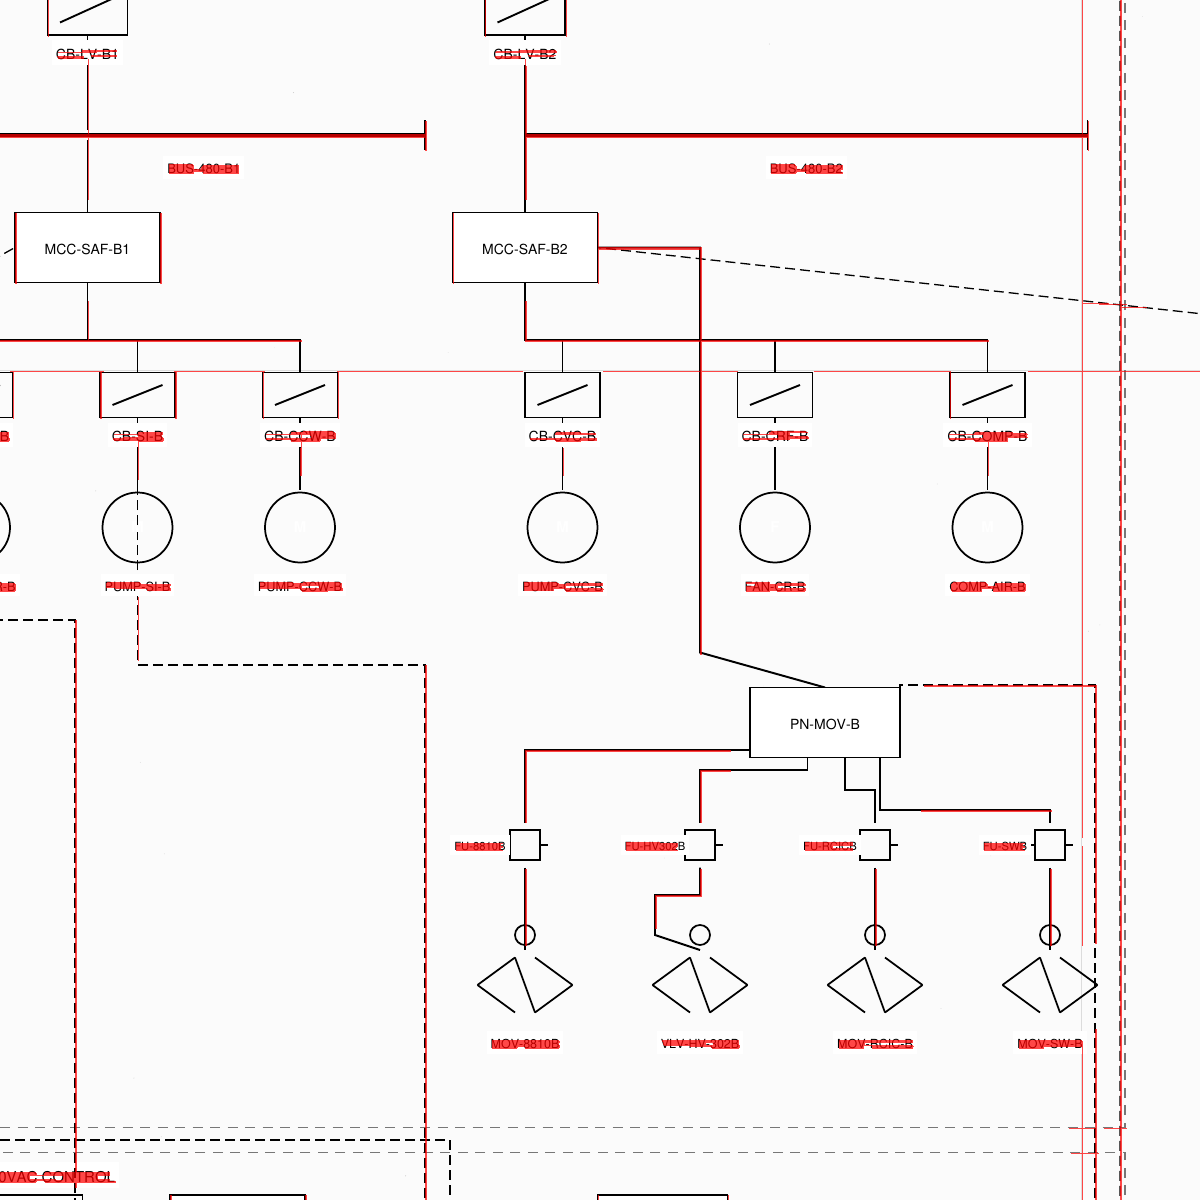 CB-LV-B1
CB-LV-B2
BUS-480-B1
BUS-480-B2
MCC-SAF-B1
MCC-SAF-B2
B
CB-SI-B
CB-CCW-B
CB-CVC-B
CB-CRF-B
CB-COMP-B
-B
PUMP-SI-B
PUMP-CCW-B
PUMP-CVC-B
FAN-CR-B
COMP-AIR-B
PN-MOV-B
FU-8810B
FU-HV302B
FU-RCICB
FU-SWB
MOV-8810B
VLV-HV-302B
MOV-RCIC-B
MOV-SW-B
0VAC CONTROL